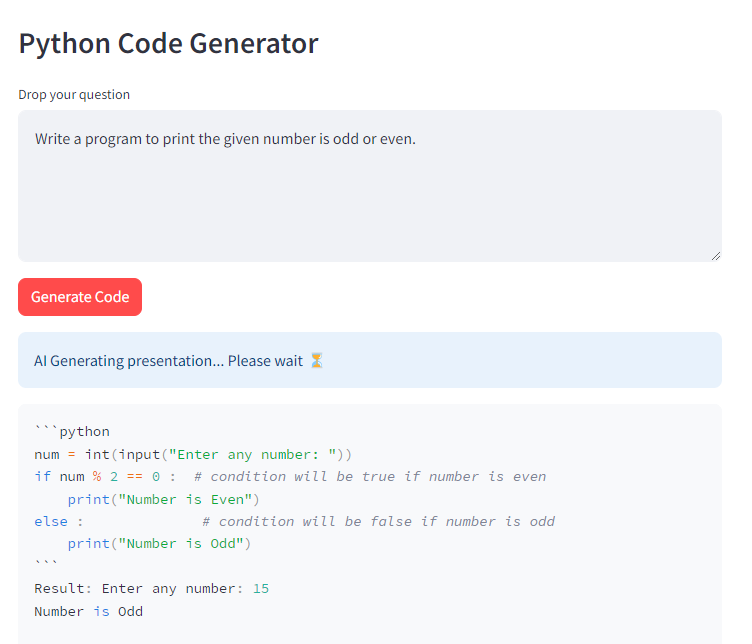 Python Code Generator
Drop your question
Write a program to print the given number is odd or even.
Generate Code
AI Generating presentation... Please wait ⏳
```python
num = int(input("Enter any number: "))
if num % 2 == 0 :  # condition will be true if number is even
    print("Number is Even")
else :              # condition will be false if number is odd
    print("Number is Odd")
```
Result: Enter any number: 15
Number is Odd